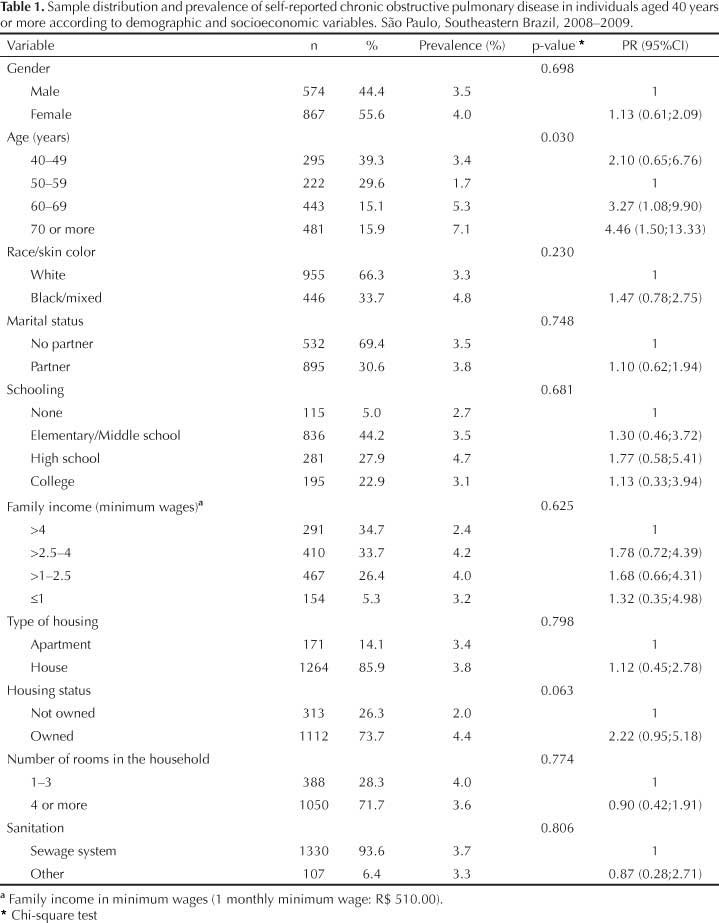 Table 1. Sample distribution and prevalence of self-reported chronic obstructive pulmonary disease in individuals aged 40 years
or more according to demographic and socioeconomic variables. São Paulo, Southeastern Brazil, 2008–2009.
Variable n % Prevalence (%) p-value * PR (95%CI)
Gender 0.698
Male 574 44.4 3.5 1
Female 867 55.6 4.0 1.13 (0.61;2.09)
Age (years) 0.030
40–49 295 39.3 3.4 2.10 (0.65;6.76)
50–59 222 29.6 1.7 1
60–69 443 15.1 5.3 3.27 (1.08;9.90)
70 or more 481 15.9 7.1 4.46 (1.50;13.33)
Race/skin color 0.230
White 955 66.3 3.3 1
Black/mixed 446 33.7 4.8 1.47 (0.78;2.75)
Marital status 0.748
No partner 532 69.4 3.5 1
Partner 895 30.6 3.8 1.10 (0.62;1.94)
Schooling 0.681
None 115 5.0 2.7 1
Elementary/Middle school 836 44.2 3.5 1.30 (0.46;3.72)
High school 281 27.9 4.7 1.77 (0.58;5.41)
College 195 22.9 3.1 1.13 (0.33;3.94)
Family income (minimum wages)a 0.625
>4 291 34.7 2.4 1
>2.5–4 410 33.7 4.2 1.78 (0.72;4.39)
>1–2.5 467 26.4 4.0 1.68 (0.66;4.31)
≤1 154 5.3 3.2 1.32 (0.35;4.98)
Type of housing 0.798
Apartment 171 14.1 3.4 1
House 1264 85.9 3.8 1.12 (0.45;2.78)
Housing status 0.063
Not owned 313 26.3 2.0 1
Owned 1112 73.7 4.4 2.22 (0.95;5.18)
Number of rooms in the household 0.774
1–3 388 28.3 4.0 1
4 or more 1050 71.7 3.6 0.90 (0.42;1.91)
Sanitation 0.806
Sewage system 1330 93.6 3.7 1
Other 107 6.4 3.3 0.87 (0.28;2.71)
a Family income in minimum wages (1 monthly minimum wage: R$ 510.00).
* Chi-square test